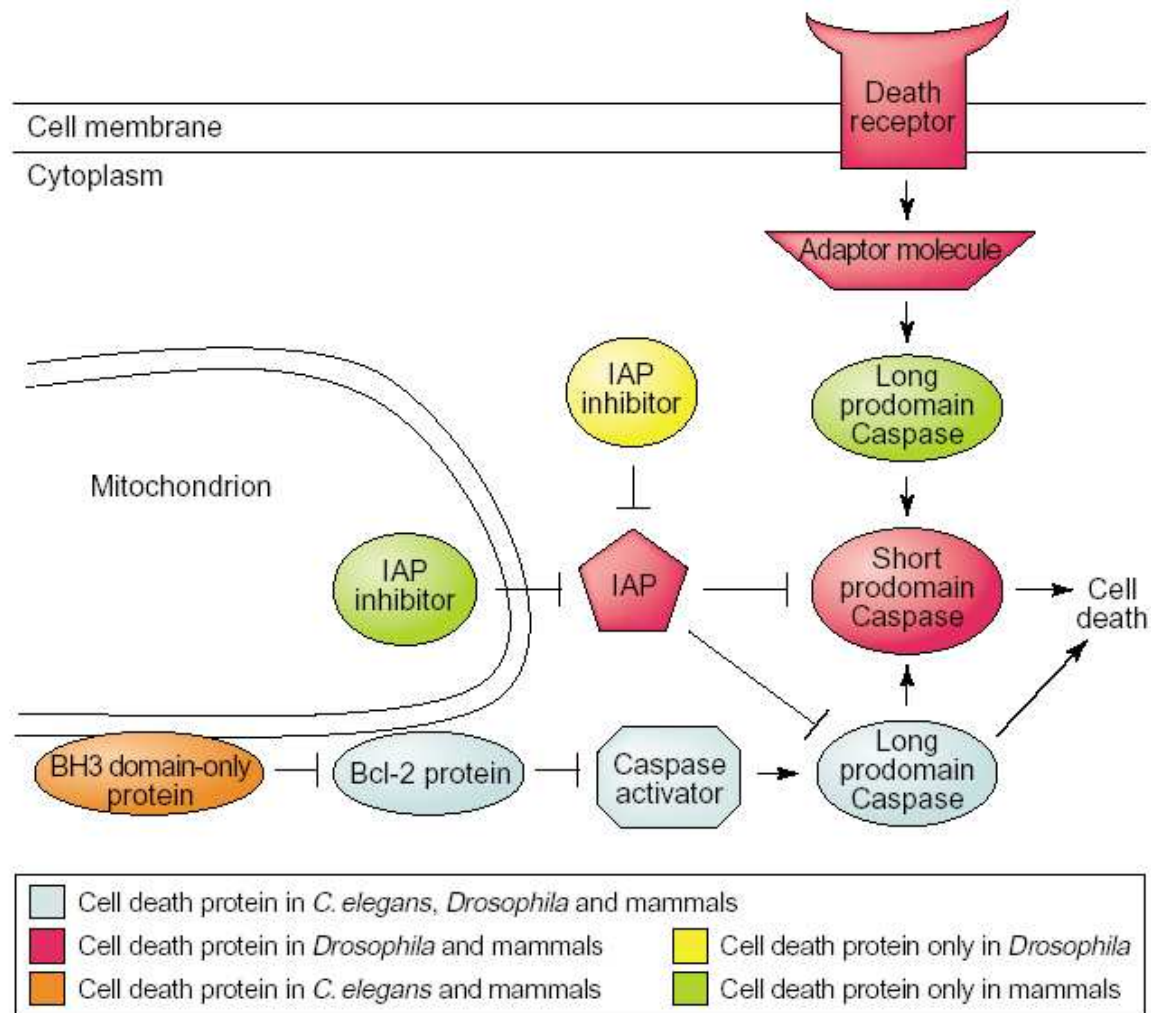 Death
receptor
Cell membrane
Cytoplasm
Adaptor molecule
IAP
inhibitor
Long
prodomain
Caspase
Mitochondrion
IAP
inhibitor
IAP
Short
prodomain
Caspase
Cell
death
BH3 domain-only
protein
Bcl-2 protein
Caspase
activator
Long
prodomain
Caspase
Cell death protein in C. elegans, Drosophila and mammals
Cell death protein in Drosophila and mammals
Cell death protein only in Drosophila
Cell death protein in C. elegans and mammals
Cell death protein only in mammals